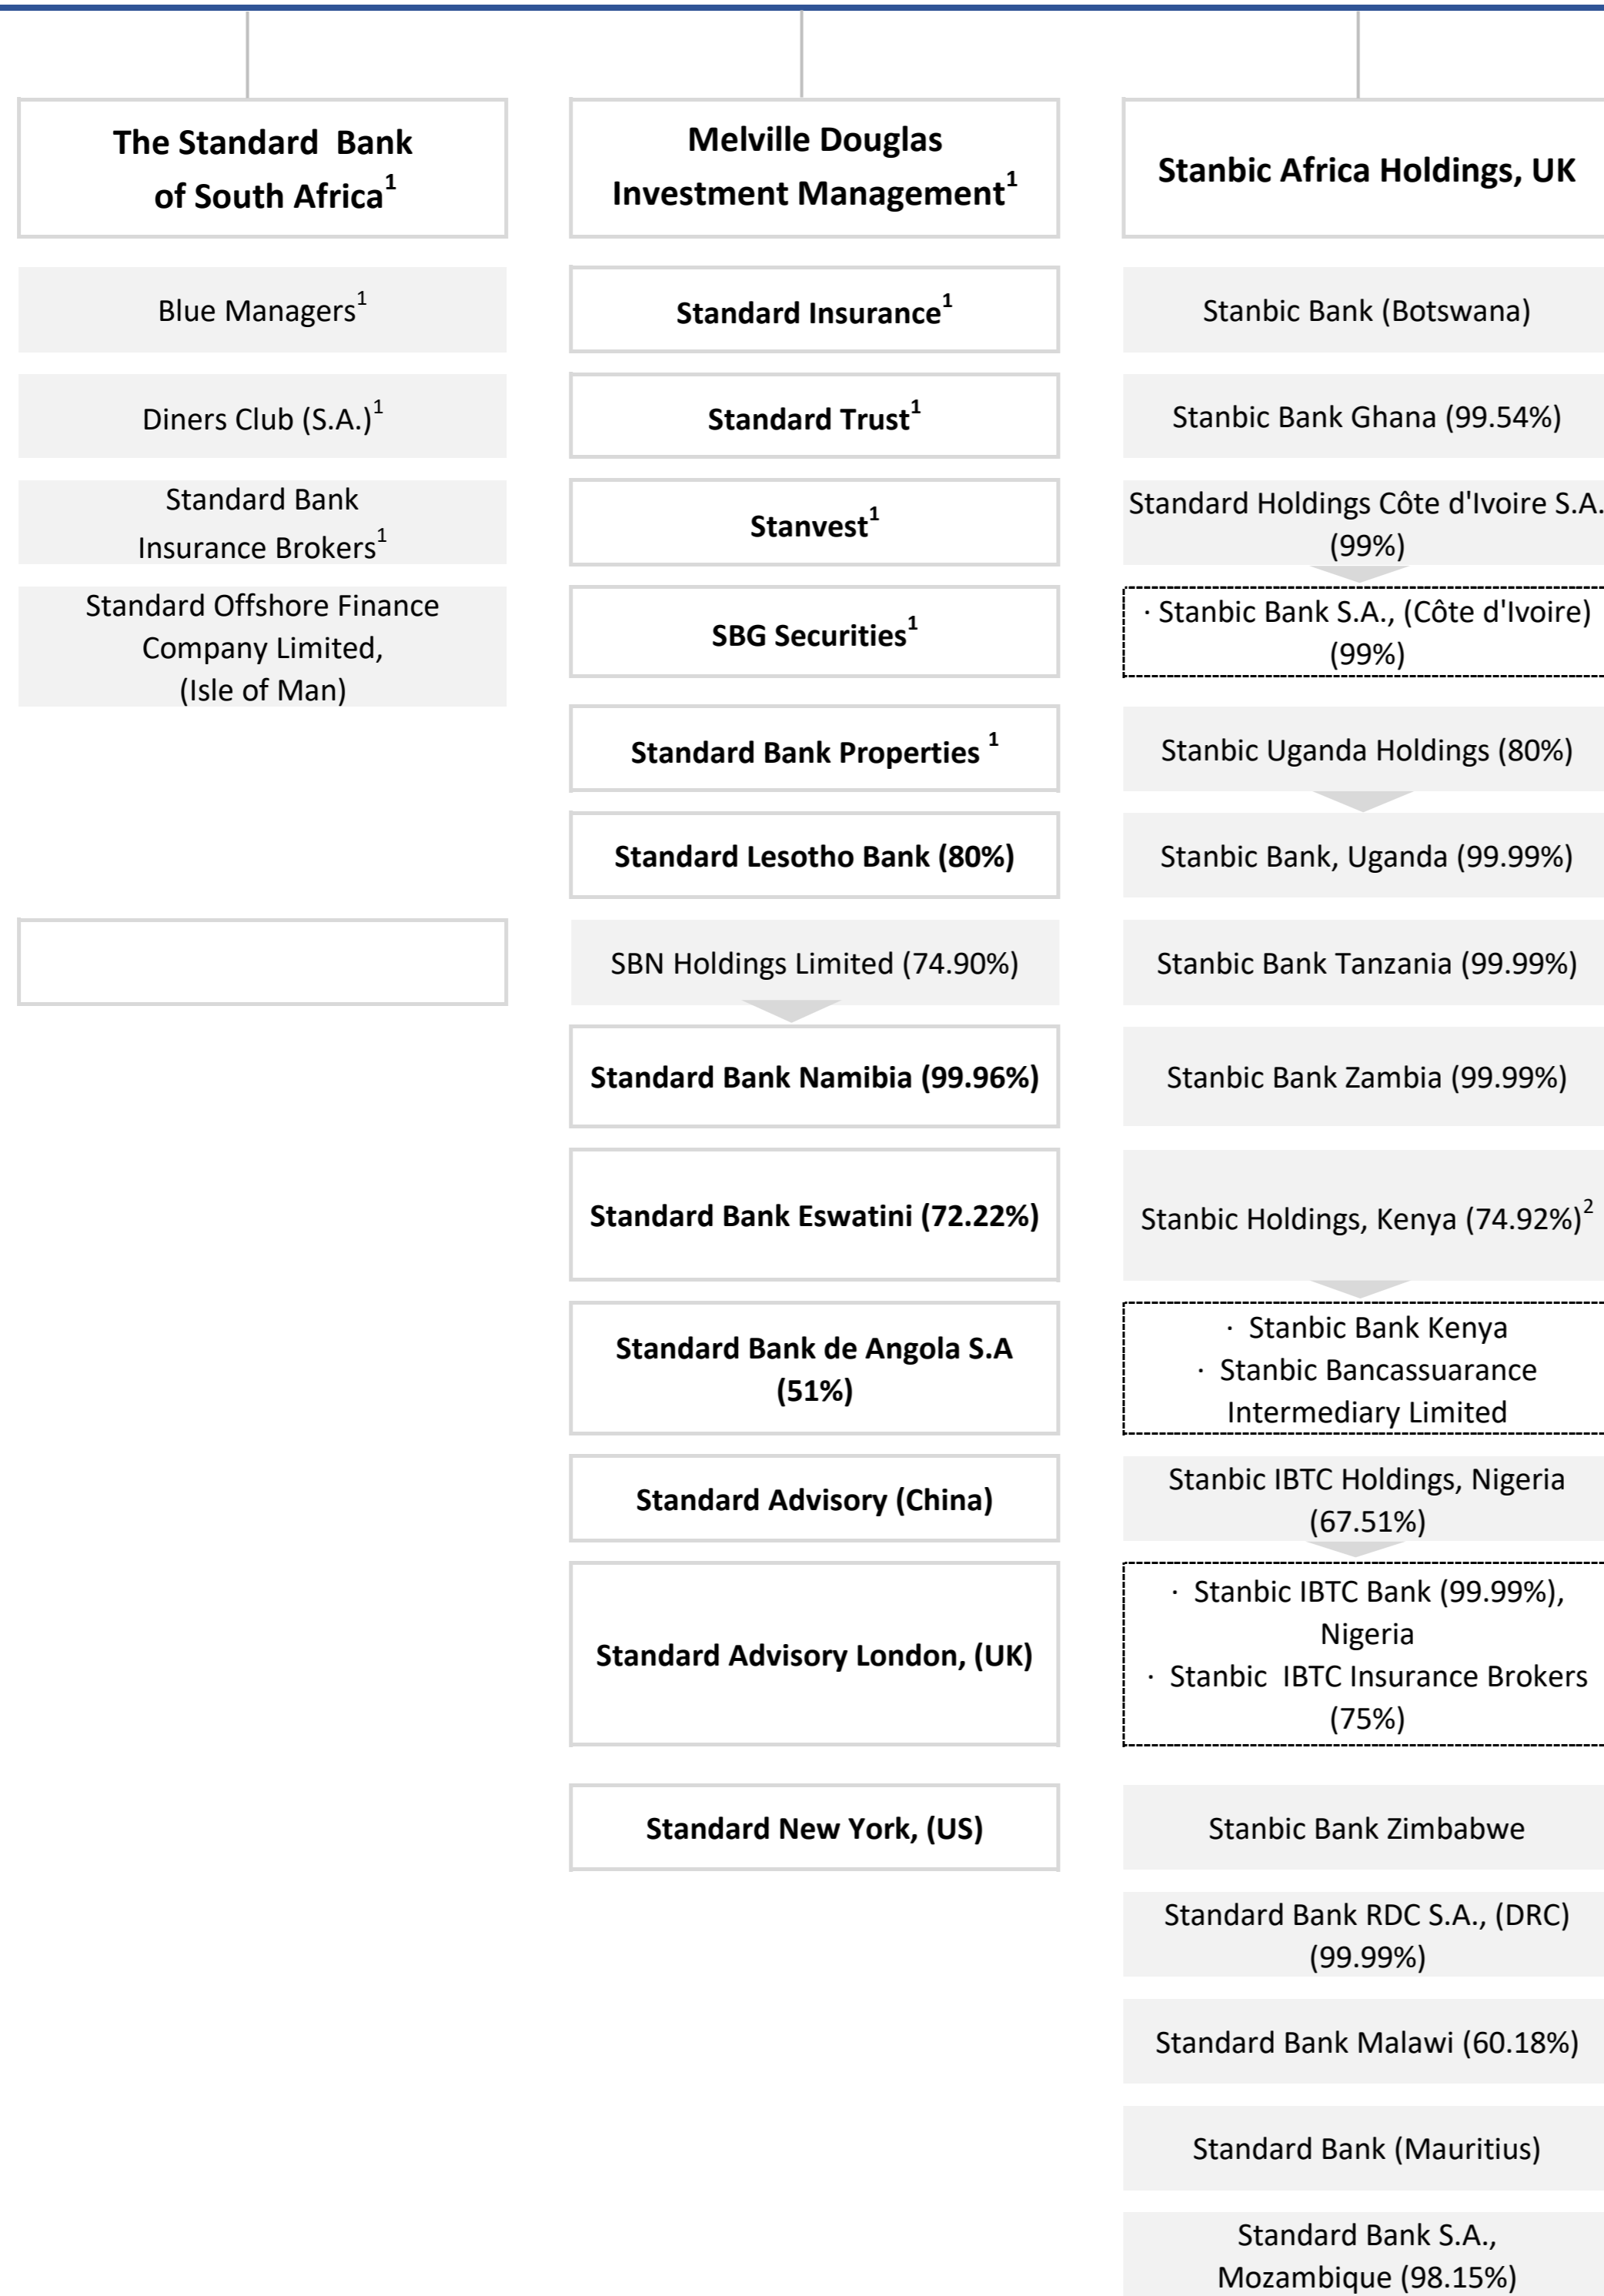 The Standard  Bank
of South Africa1
Blue Managers1
Diners Club (S.A.)1
Standard Bank
Insurance Brokers1
Standard Offshore Finance
Company Limited,
(Isle of Man)
Melville Douglas
Investment Management1
Standard Insurance1
Standard Trust1
Stanvest1
SBG Securities1
Standard Bank Properties 1
Standard Lesotho Bank (80%)
SBN Holdings Limited (74.90%)
Standard Bank Namibia (99.96%)
Standard Bank Eswatini (72.22%)
Standard Bank de Angola S.A
(51%)
Standard Advisory (China)
Standard Advisory London, (UK)
Standard New York, (US)
Stanbic Africa Holdings, UK
Stanbic Bank (Botswana)
Stanbic Bank Ghana (99.54%)
Standard Holdings Côte d'Ivoire S.A.
(99%)
· Stanbic Bank S.A., (Côte d'Ivoire)
(99%)
Stanbic Uganda Holdings (80%)
Stanbic Bank, Uganda (99.99%)
Stanbic Bank Tanzania (99.99%)
Stanbic Bank Zambia (99.99%)
Stanbic Holdings, Kenya (74.92%)2
· Stanbic Bank Kenya
· Stanbic Bancassuarance
Intermediary Limited
Stanbic IBTC Holdings, Nigeria
(67.51%)
· Stanbic IBTC Bank (99.99%),
Nigeria
· Stanbic  IBTC Insurance Brokers
(75%)
Stanbic Bank Zimbabwe
Standard Bank RDC S.A., (DRC)
(99.99%)
Standard Bank Malawi (60.18%)
Standard Bank (Mauritius)
Standard Bank S.A.,
Mozambique (98.15%)